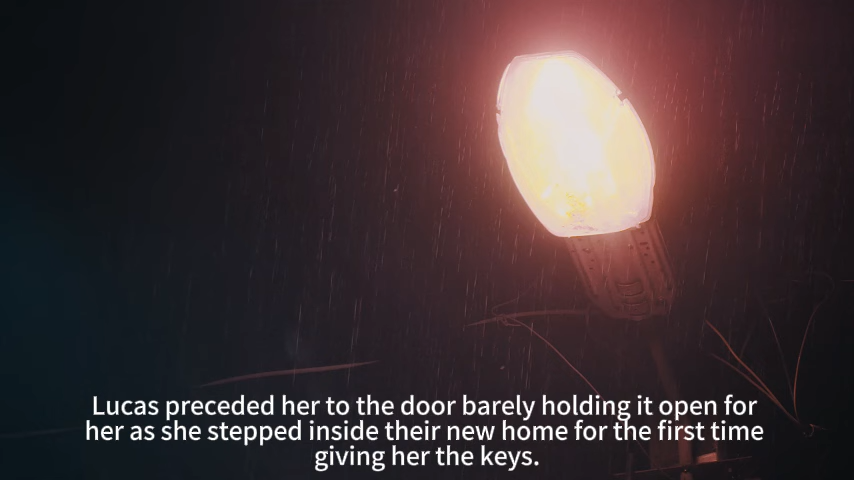 Lucas preceded her to the door barely holding it open for
her as she stepped inside their new home for the first time
giving her the keys.